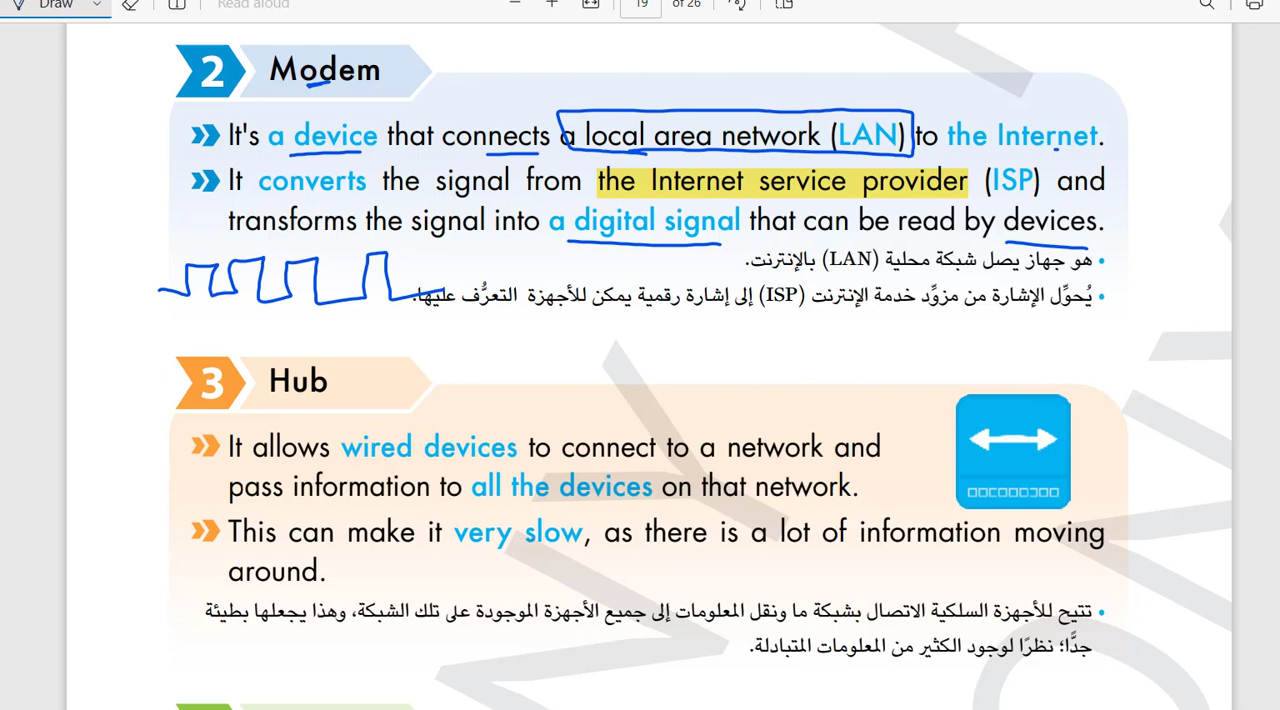 Draw
Read aloud
19
of 26
2
Modem
It's a device that connects a local area network (LAN) to the Internet.
It converts the signal from the Internet service provider (ISP) and
transforms the signal into a digital signal that can be read by devices.
• هو جهاز يصل شبكة محلية (LAN) بالإنترنت.
• يُحوِّل الإشارة من مزوِّد خدمة الإنترنت (ISP) إلى إشارة رقمية يمكن للأجهزة التعرُّف عليها.
3
Hub
It allows wired devices to connect to a network and
pass information to all the devices on that network.
This can make it very slow, as there is a lot of information moving
around.
• تتيح للأجهزة السلكية الاتصال بشبكة ما ونقل المعلومات إلى جميع الأجهزة الموجودة على تلك الشبكة، وهذا يجعلها بطيئة
جدًّا؛ نظرًا لوجود الكثير من المعلومات المتبادلة.